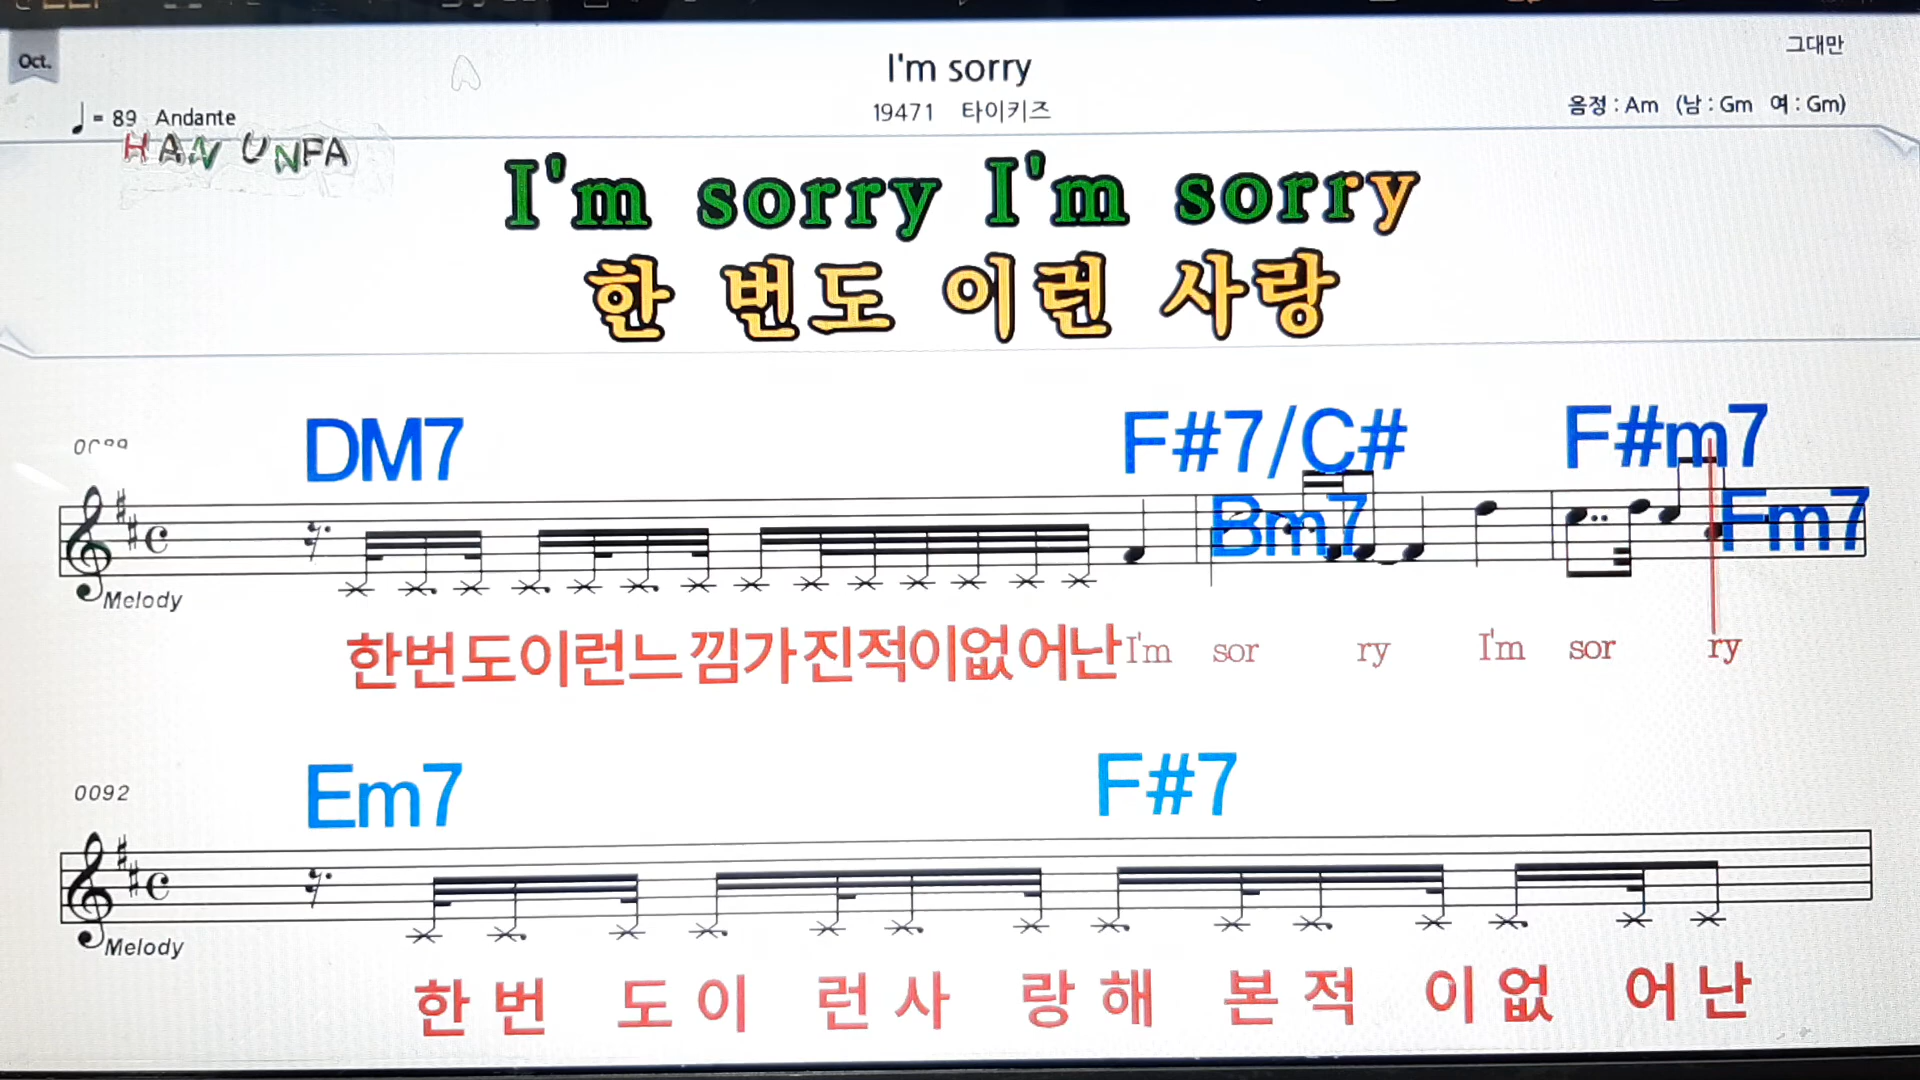 Oct.
I'm sorry
그대만
♩= 89 Andante
19471 타이키즈
음정 : Am (남 : Gm 여 : Gm)
HAN UNFA
I'm sorry I'm sorry
한 번도 이런 사랑
DM7 F#7/C# F#m7
Bm7 Fm7
Melody
한번도이런느낌가진적이없어난 I'm sor ry I'm sor ry
Em7 F#7
0092
Melody
한 번 도 이 런 사 랑 해 본 적 이 없 어 난